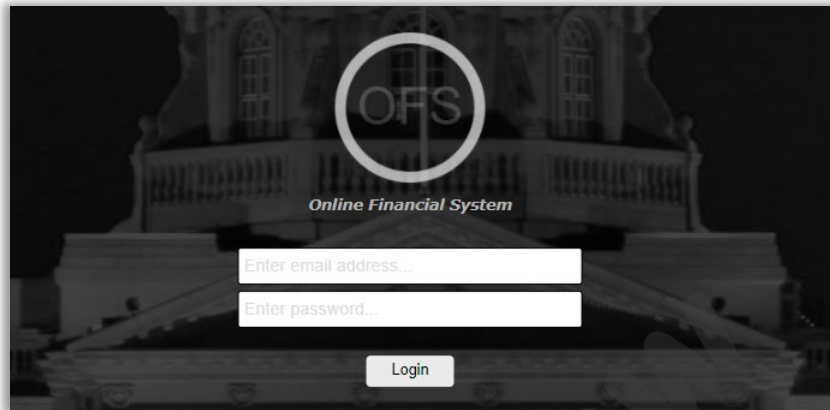 OFS
Online Financial System
Enter email address...
Enter password...
Login